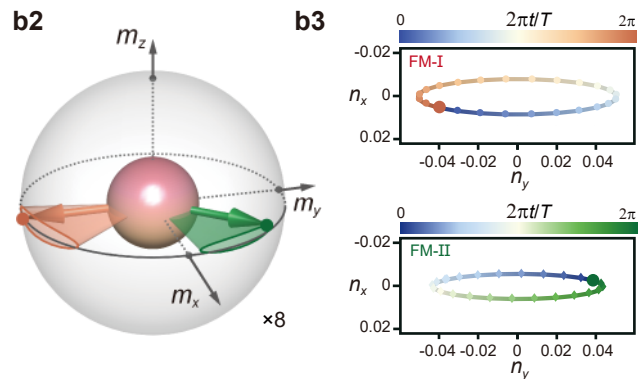 b2
m_z
m_y
m_x
×8
b3
0 2πt/T 2π
FM-I
-0.02
n_x 0
0.02
-0.04 -0.02 0 0.02 0.04
n_y
0 2πt/T 2π
FM-II
-0.02
n_x 0
0.02
-0.04 -0.02 0 0.02 0.04
n_y